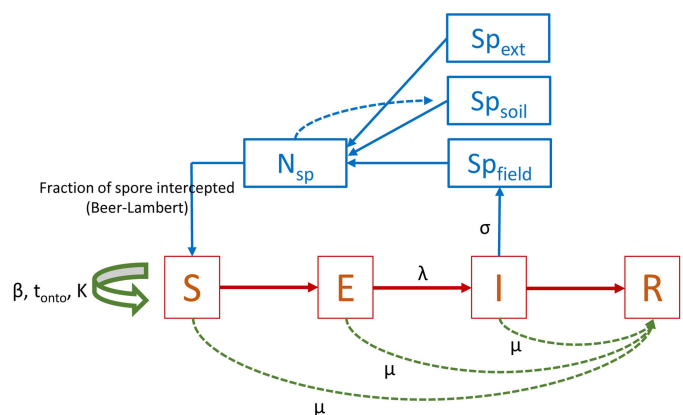 Sp_ext
Sp_soil
N_sp
Sp_field
Fraction of spore intercepted
(Beer-Lambert)
σ
β, t_onto, K
S
E
λ
I
R
μ
μ
μ